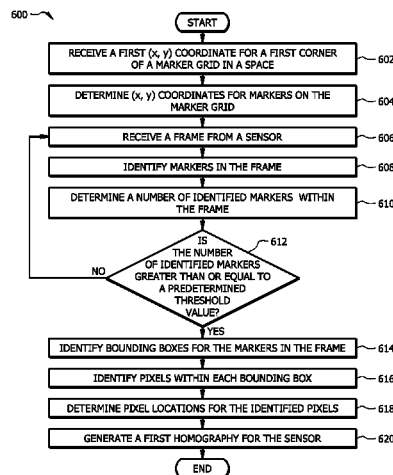 600
START
RECEIVE A FIRST (x, y) COORDINATE FOR A FIRST CORNER
OF A MARKER GRID IN A SPACE
602
DETERMINE (x, y) COORDINATES FOR MARKERS ON THE
MARKER GRID
604
RECEIVE A FRAME FROM A SENSOR
606
IDENTIFY MARKERS IN THE FRAME
608
DETERMINE A NUMBER OF IDENTIFIED MARKERS WITHIN
THE FRAME
610
IS
THE NUMBER
OF IDENTIFIED MARKERS
GREATER THAN OR EQUAL TO
A PREDETERMINED
THRESHOLD
VALUE?
612
NO
YES
IDENTIFY BOUNDING BOXES FOR THE MARKERS IN THE FRAME
614
IDENTIFY PIXELS WITHIN EACH BOUNDING BOX
616
DETERMINE PIXEL LOCATIONS FOR THE IDENTIFIED PIXELS
618
GENERATE A FIRST HOMOGRAPHY FOR THE SENSOR
620
END